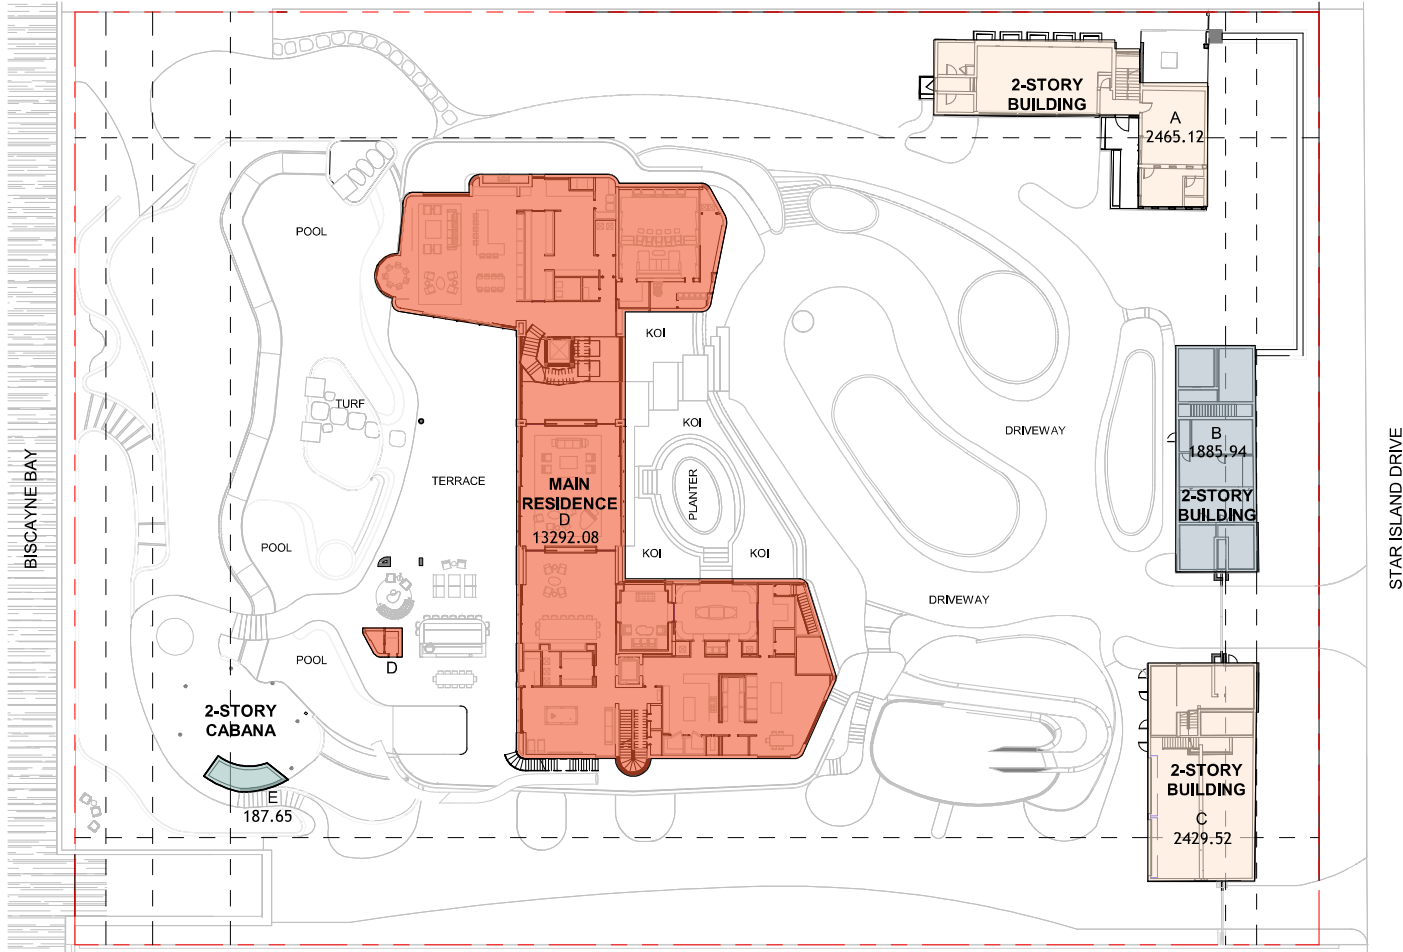 2-STORY
BUILDING
A
2465.12
POOL
KOI
TURF
KOI
DRIVEWAY
B
1885.94
2-STORY
BUILDING
BISCAYNE BAY
TERRACE
MAIN
RESIDENCE
D
13292.08
PLANTER
STAR ISLAND DRIVE
POOL
KOI
KOI
DRIVEWAY
POOL
D
2-STORY
CABANA
E
187.65
2-STORY
BUILDING
C
2429.52